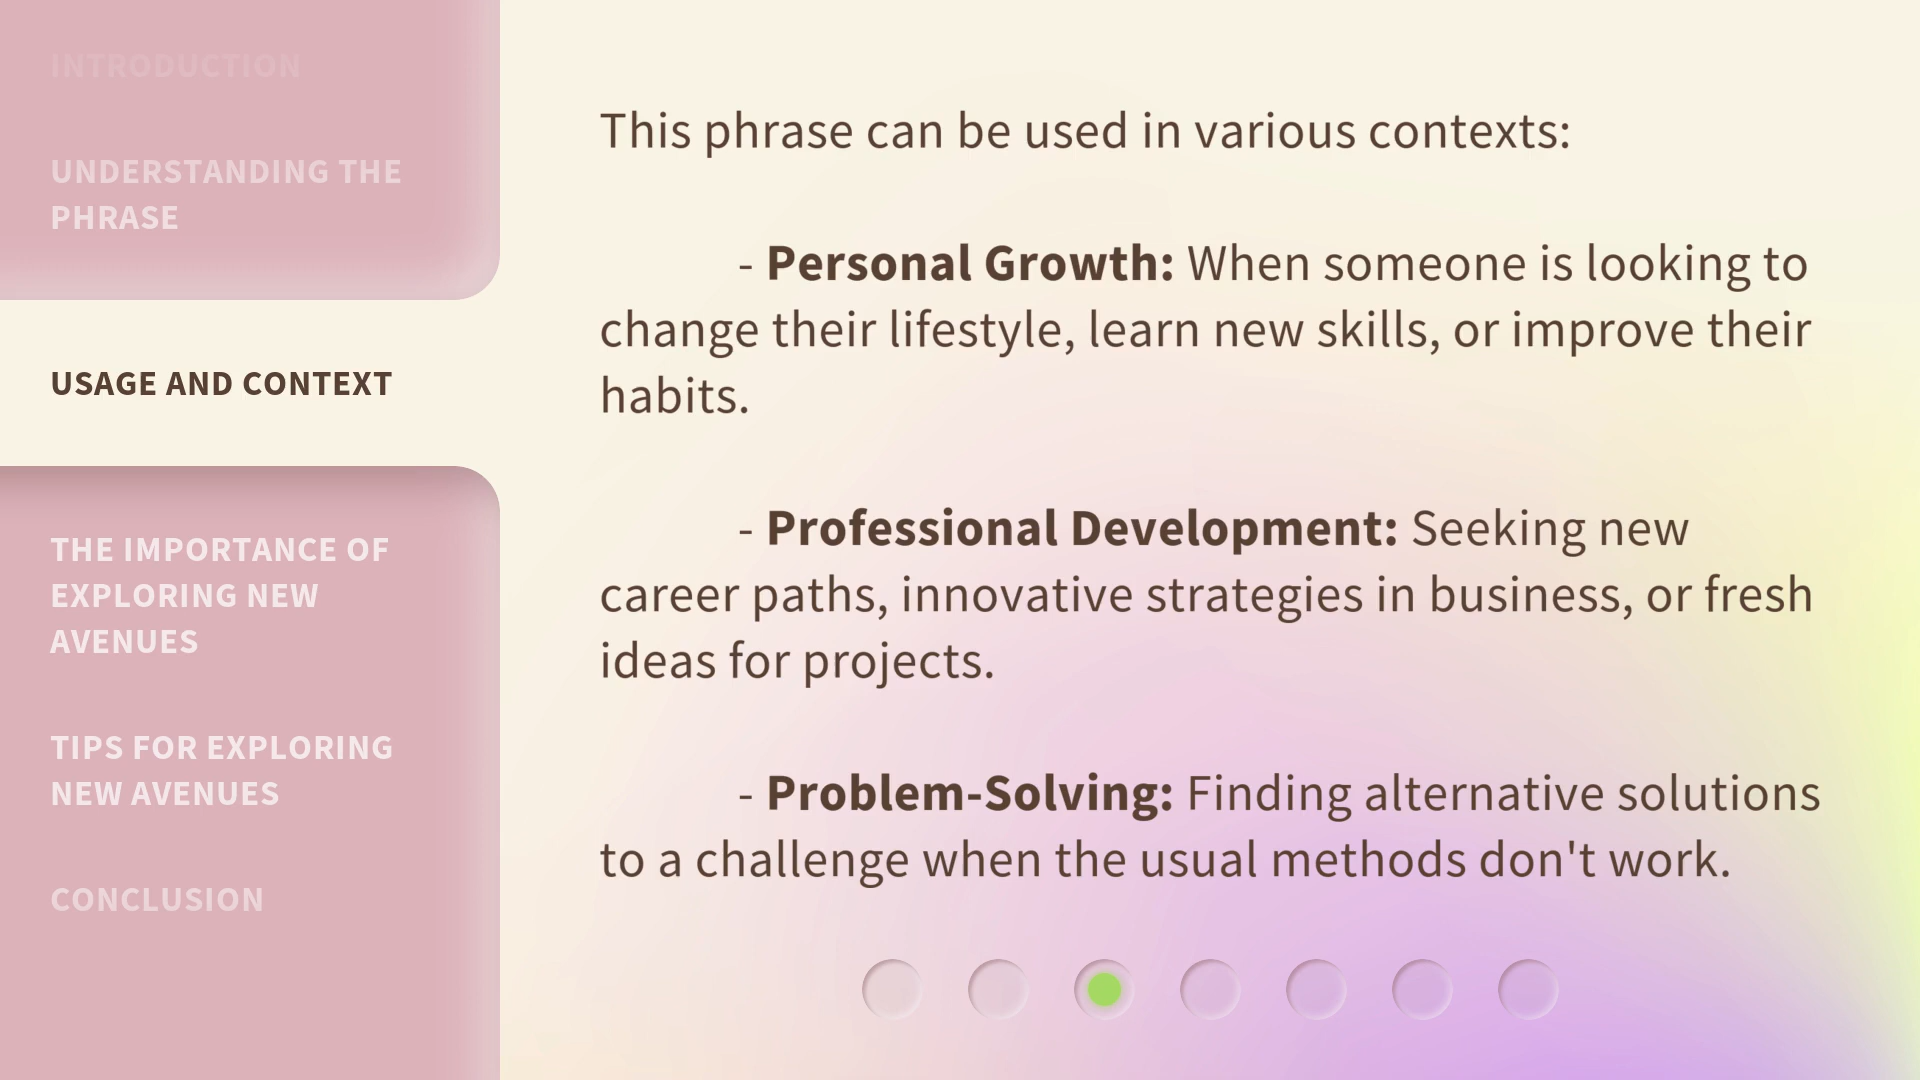 INTRODUCTION
UNDERSTANDING THE
PHRASE
USAGE AND CONTEXT
THE IMPORTANCE OF
EXPLORING NEW
AVENUES
TIPS FOR EXPLORING
NEW AVENUES
CONCLUSION
This phrase can be used in various contexts:
- Personal Growth: When someone is looking to
change their lifestyle, learn new skills, or improve their
habits.
- Professional Development: Seeking new
career paths, innovative strategies in business, or fresh
ideas for projects.
- Problem-Solving: Finding alternative solutions
to a challenge when the usual methods don't work.